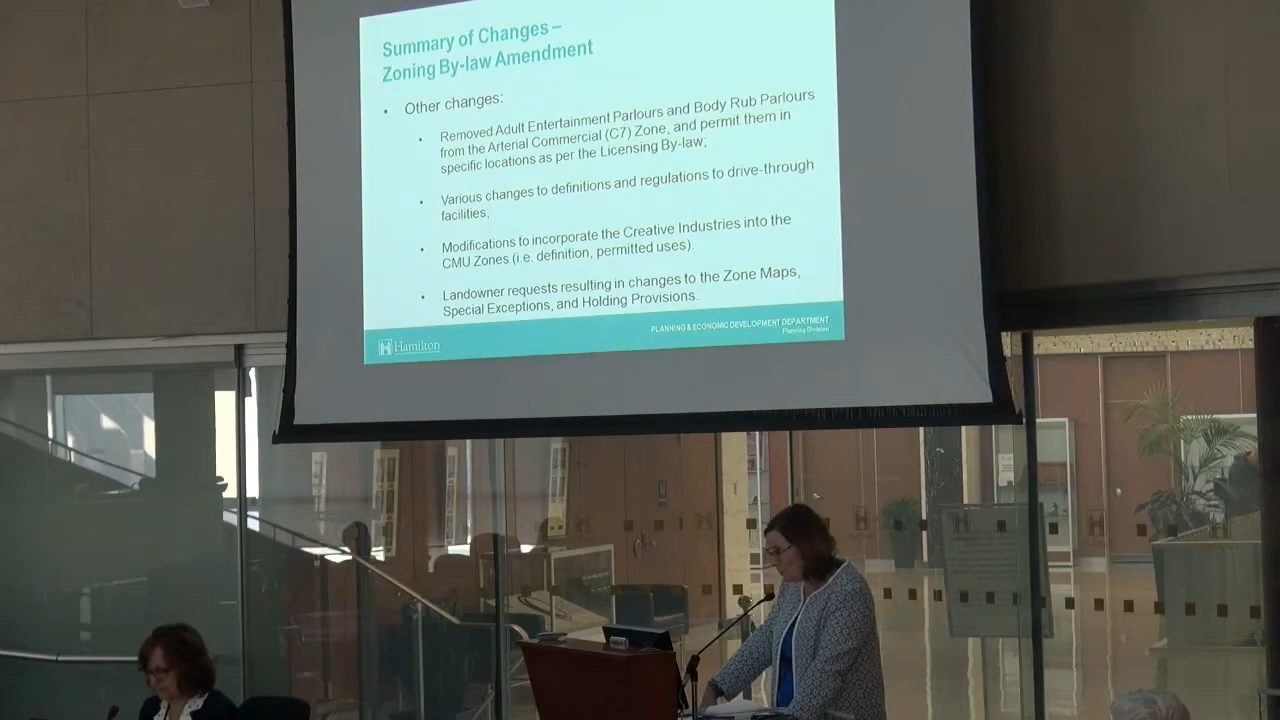 Summary of Changes –
Zoning By-law Amendment
• Other changes:
• Removed Adult Entertainment Parlours and Body Rub Parlours
from the Arterial Commercial (C7) Zone, and permit them in
specific locations as per the Licensing By-law;
• Various changes to definitions and regulations to drive-through
facilities;
• Modifications to incorporate the Creative Industries into the
CMU Zones (i.e. definition, permitted uses).
• Landowner requests resulting in changes to the Zone Maps,
Special Exceptions, and Holding Provisions.
PLANNING & ECONOMIC DEVELOPMENT DEPARTMENT
Planning Division
Hamilton